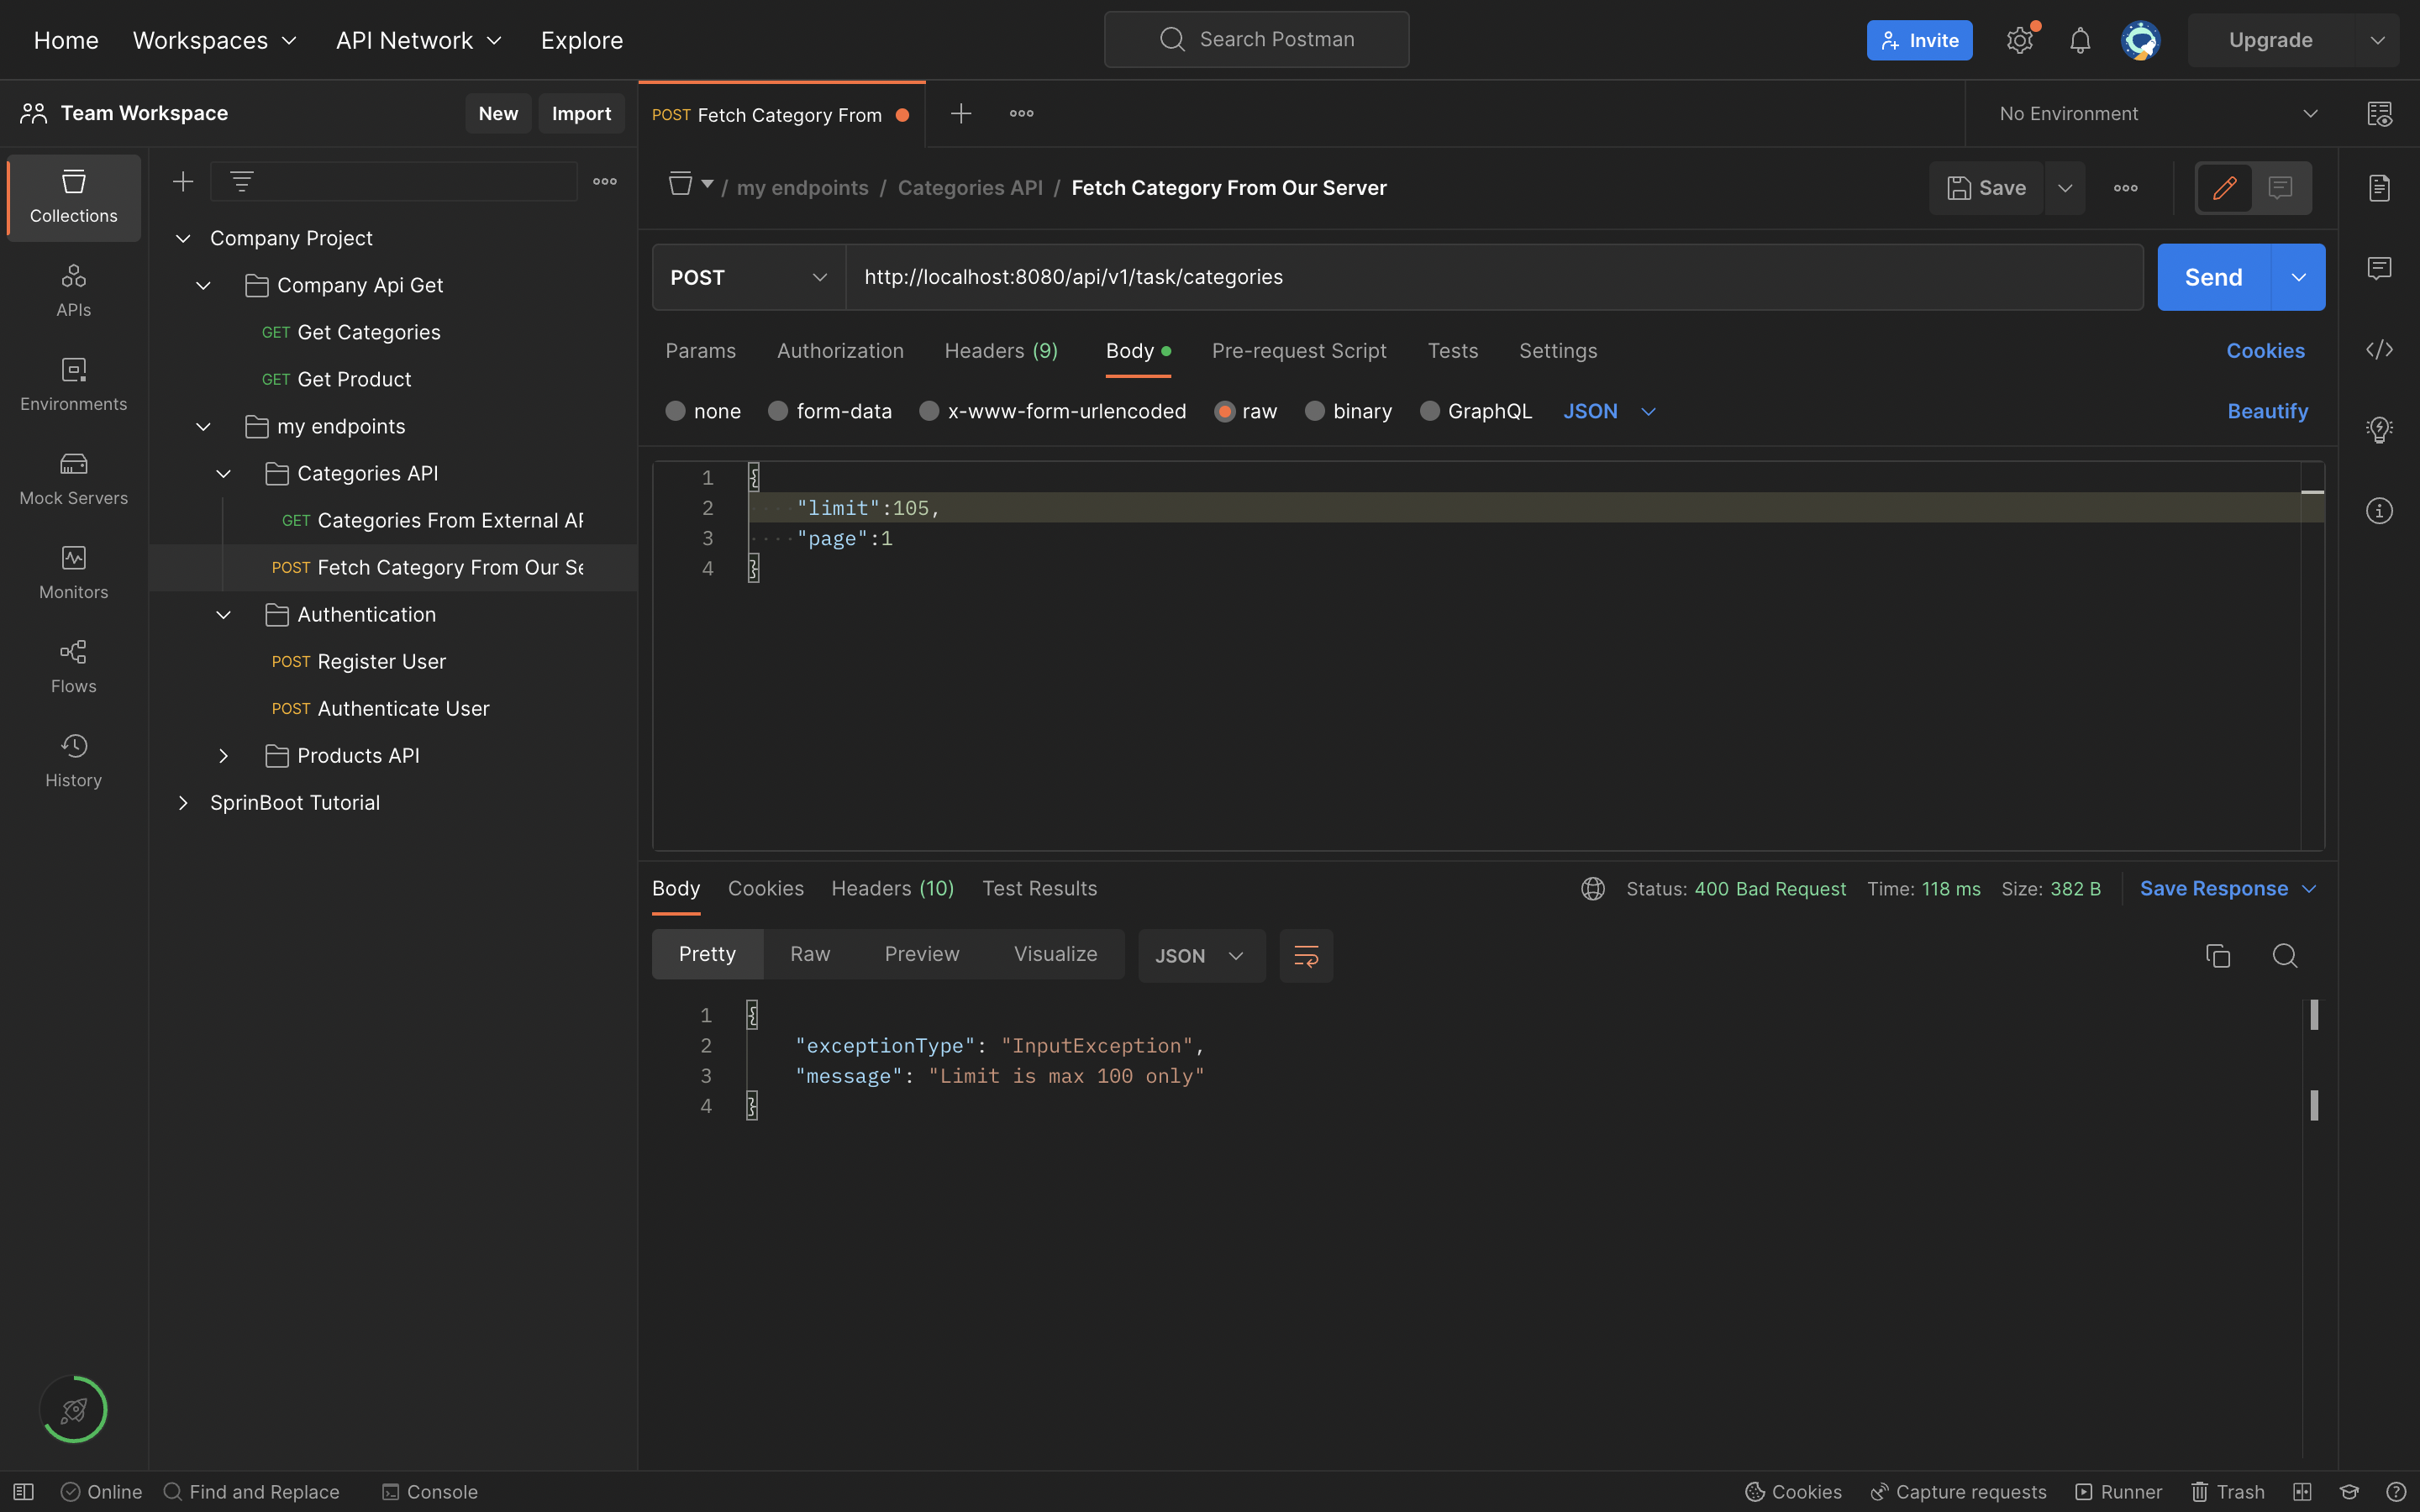 Home Workspaces API Network Explore Search Postman Invite Upgrade
Team Workspace New Import
POST Fetch Category From
No Environment
Collections
APIs
Environments
Mock Servers
Monitors
Flows
History
Company Project
Company Api Get
GET Get Categories
GET Get Product
my endpoints
Categories API
GET Categories From External AP
POST Fetch Category From Our Se
Authentication
POST Register User
POST Authenticate User
Products API
SprinBoot Tutorial
/ my endpoints / Categories API / Fetch Category From Our Server
Save
POST http://localhost:8080/api/v1/task/categories Send
Params Authorization Headers (9) Body Pre-request Script Tests Settings Cookies
none form-data x-www-form-urlencoded raw binary GraphQL JSON Beautify
1 {
2 "limit":105,
3 "page":1
4 }
Body Cookies Headers (10) Test Results Status: 400 Bad Request Time: 118 ms Size: 382 B Save Response
Pretty Raw Preview Visualize JSON
1 {
2 "exceptionType": "InputException",
3 "message": "Limit is max 100 only"
4 }
Online Find and Replace Console Cookies Capture requests Runner Trash